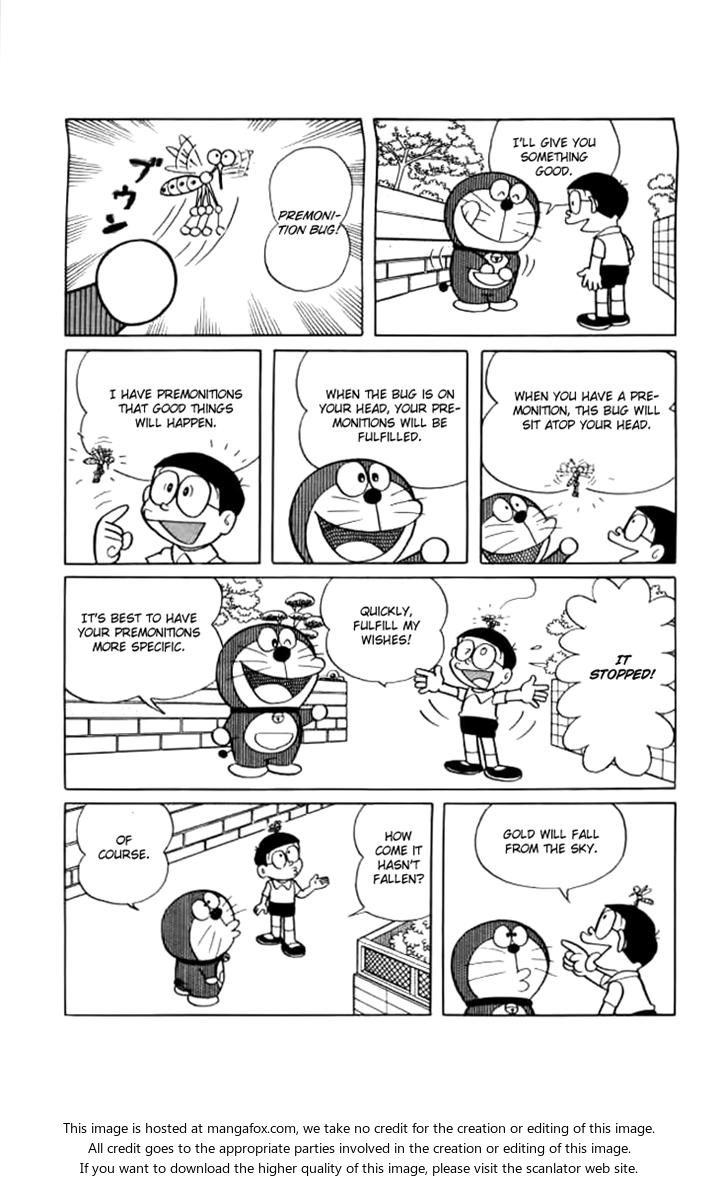 I'LL GIVE YOU
SOMETHING
GOOD.
PREMONI-
TION BUG!
ブウン
WHEN YOU HAVE A PRE-
MONITION, THS BUG WILL
SIT ATOP YOUR HEAD.
WHEN THE BUG IS ON
YOUR HEAD, YOUR PRE-
MONITIONS WILL BE
FULFILLED.
I HAVE PREMONITIONS
THAT GOOD THINGS
WILL HAPPEN.
IT
STOPPED!
QUICKLY,
FULFILL MY
WISHES!
IT'S BEST TO HAVE
YOUR PREMONITIONS
MORE SPECIFIC.
GOLD WILL FALL
FROM THE SKY.
HOW
COME IT
HASN'T
FALLEN?
OF
COURSE.
This image is hosted at mangafox.com, we take no credit for the creation or editing of this image.
All credit goes to the appropriate parties involved in the creation or editing of this image.
If you want to download the higher quality of this image, please visit the scanlator web site.